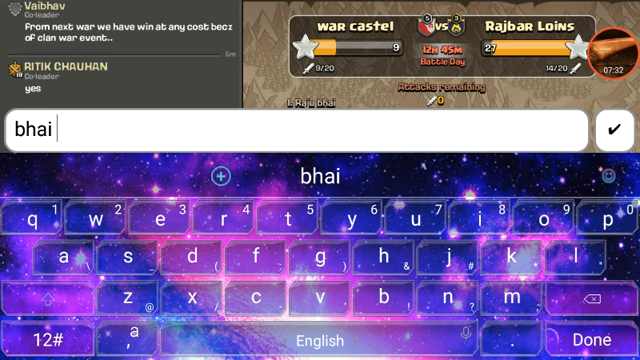 Vaibhav
Co-leader
From next war we have win at any cost becz
of clan war event..
5m
RITIK CHAUHAN
Co-leader
yes
war castel
5
vs
3
Rajbar Loins
9
12H 45M
27
9/20
Battle Day
14/20
07:32
Attacks remaining
1. Raju bhai
0
bhai
✔
bhai
q 1 w 2 e 3 r 4 t 5 y 6 u 7 i 8 o 9 p 0
a \ s _ d ( f g ) h & j # k * l
z @ x / c v b ! n ? m
12# , English . Done